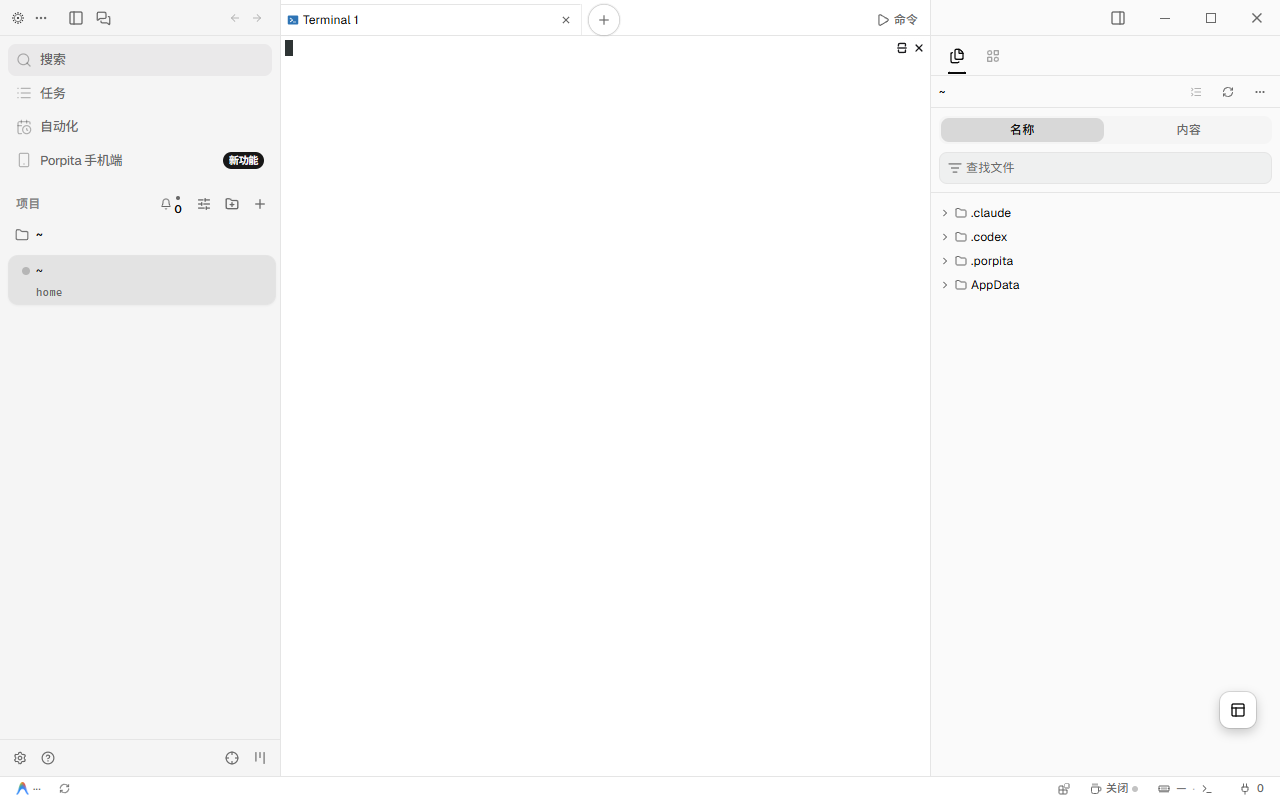 Terminal 1
命令
搜索
任务
自动化
Porpita 手机端
新功能
项目
0
~
~
home
~
名称
内容
查找文件
.claude
.codex
.porpita
AppData
关闭
0